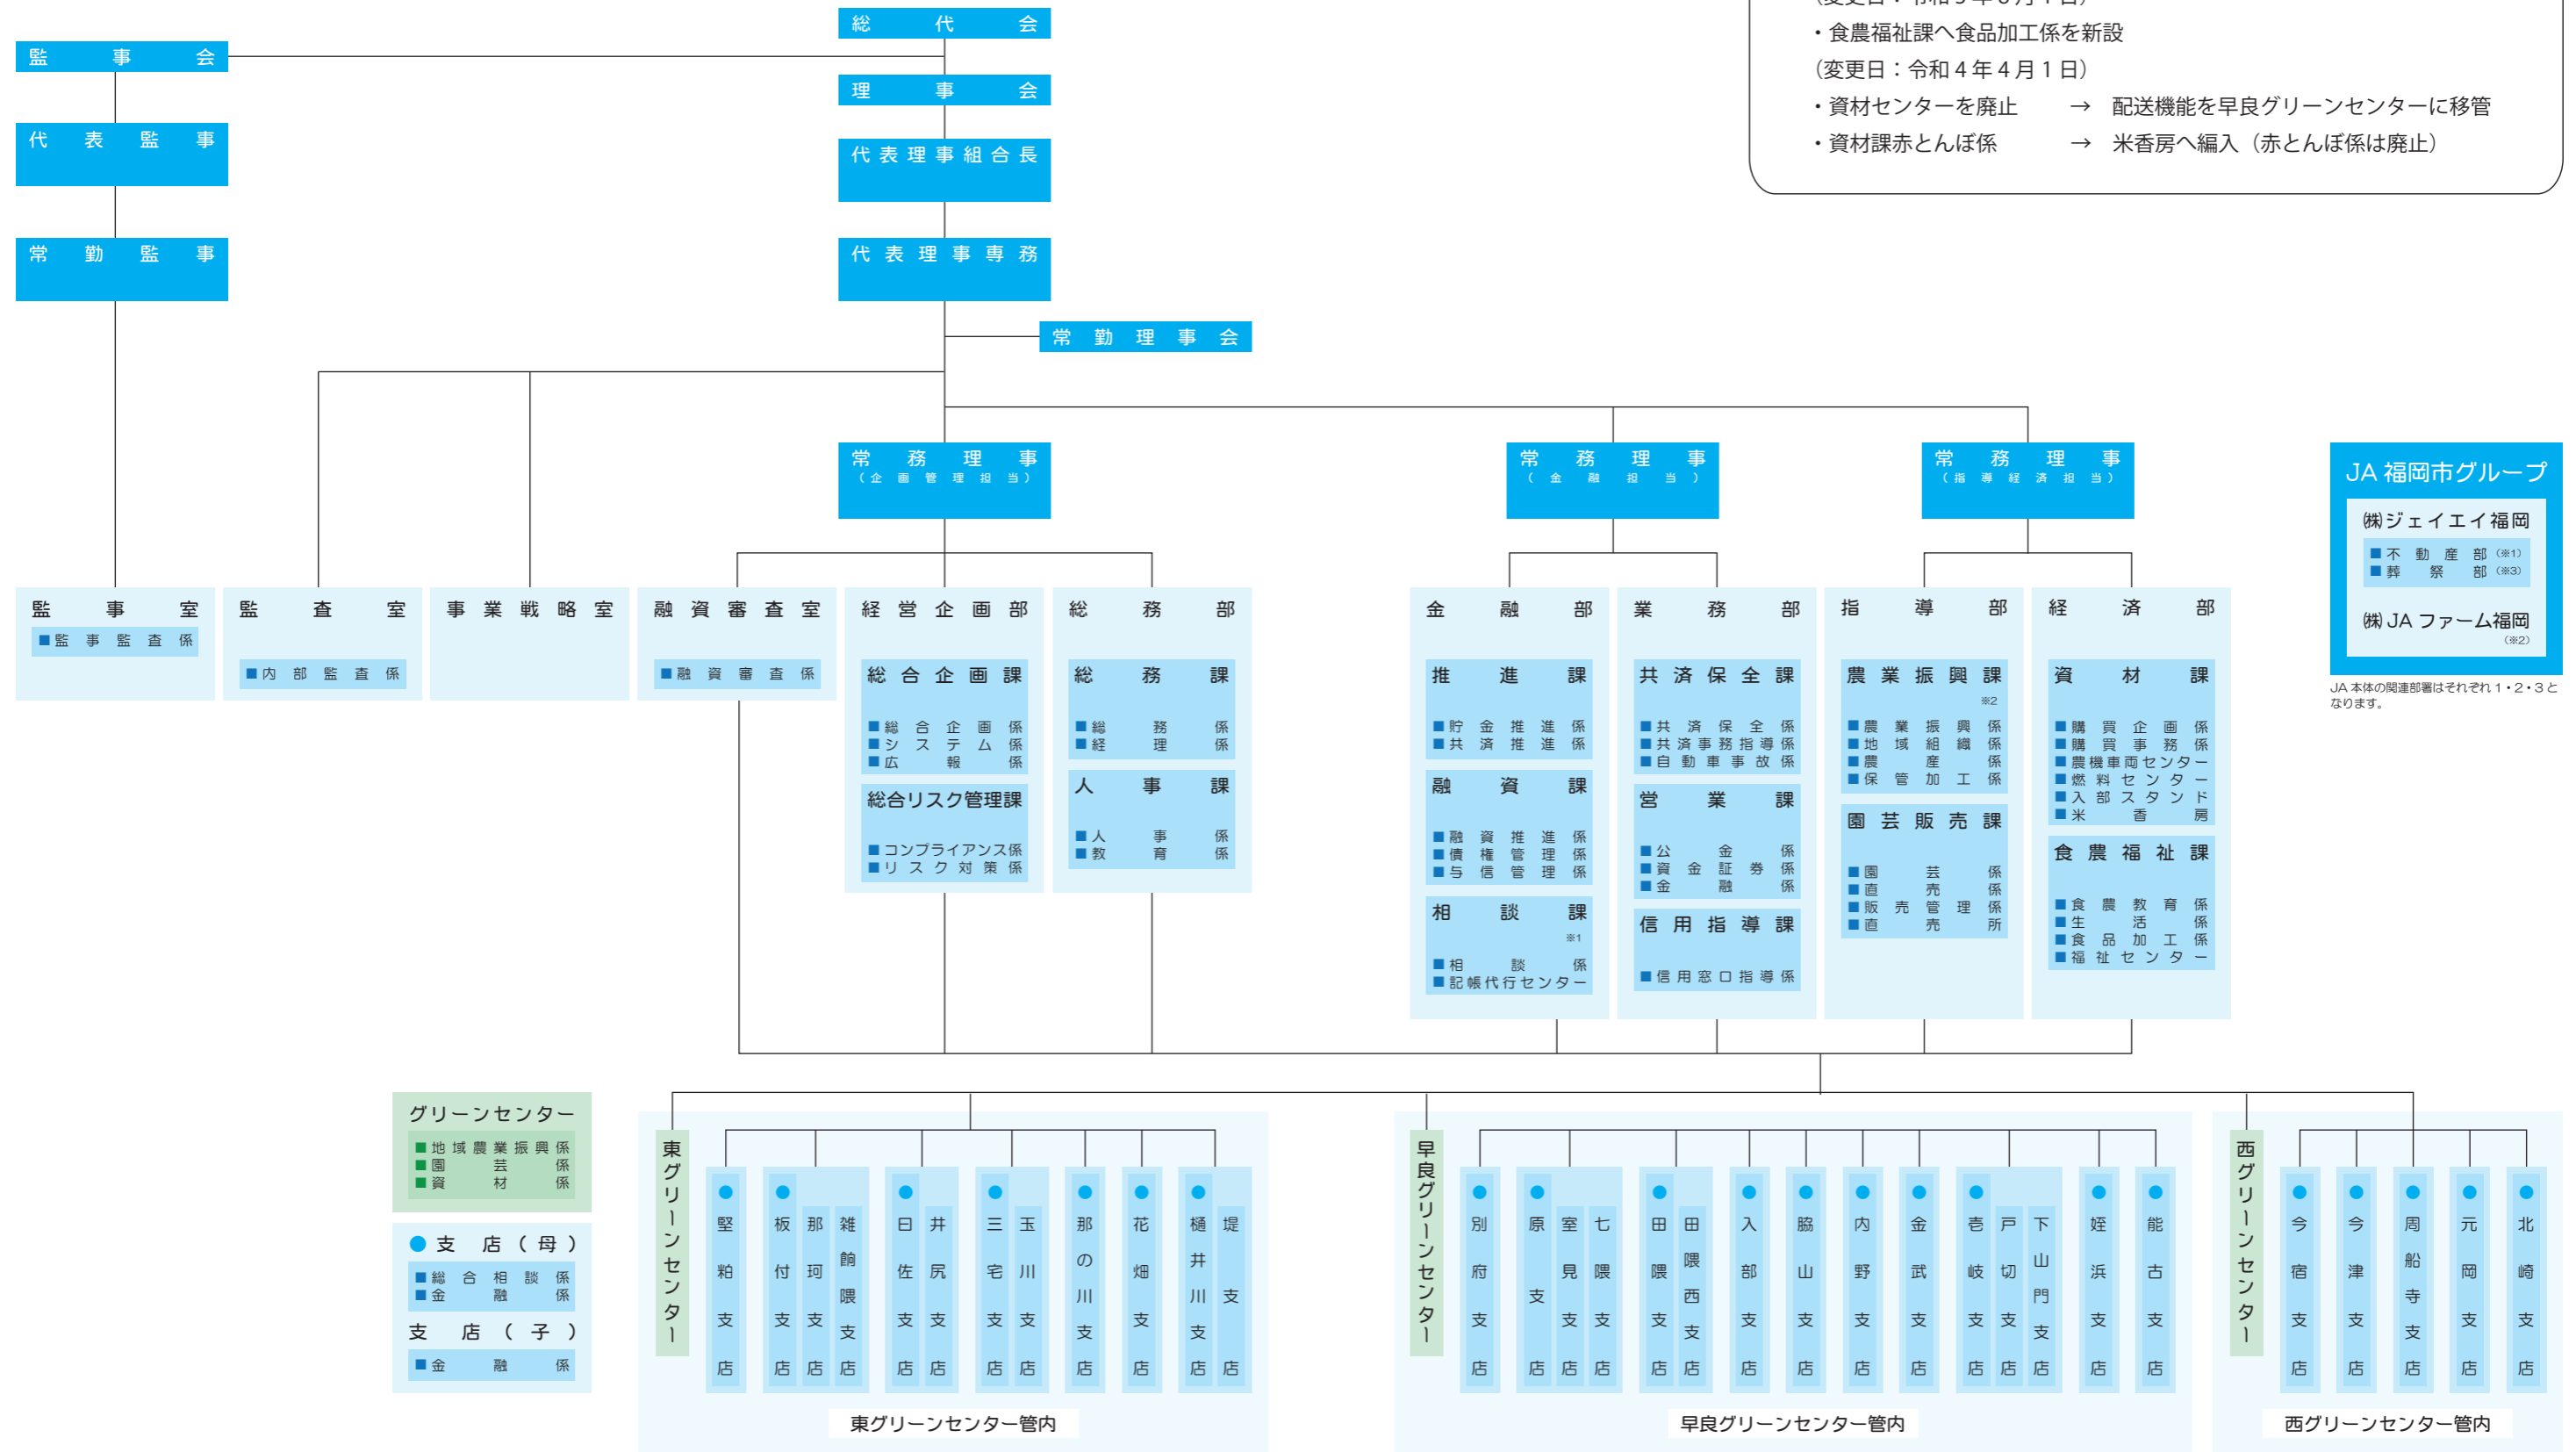 ・食農福祉課へ食品加工係を新設
（変更日：令和４年４月１日）
・資材センターを廃止　→　配送機能を早良グリーンセンターに移管
・資材課赤とんぼ係　→　米香房へ編入（赤とんぼ係は廃止）
総代会
監事会
理事会
代表監事
代表理事組合長
常勤監事
代表理事専務
常勤理事会
常務理事
（企画管理担当）
常務理事
（金融担当）
常務理事
（指導経済担当）
JA 福岡市グループ
㈱ジェイエイ福岡
■不動産部（※1）
■葬祭部（※3）
㈱JA ファーム福岡
（※2）
JA 本体の関連部署はそれぞれ 1・2・3 と
なります。
監事室
■監事監査係
監査室
■内部監査係
事業戦略室
融資審査室
■融資審査係
経営企画部
総合企画課
■総合企画係
■システム係
■広報係
総合リスク管理課
■コンプライアンス係
■リスク対策係
総務部
総務課
■総務係
■経理係
人事課
■人事係
■教育係
金融部
推進課
■貯金推進係
■共済推進係
融資課
■融資推進係
■債権管理係
■与信管理係
相談課
※1
■相談係
■記帳代行センター
業務部
共済保全課
■共済保全係
■共済事務指導係
■自動車事故係
営業課
■公金係
■資金証券係
■金融係
信用指導課
■信用窓口指導係
指導部
農業振興課
※2
■農業振興係
■地域組織係
■農産係
■保管加工係
園芸販売課
■園芸係
■直売係
■販売管理係
■直売所
経済部
資材課
■購買企画係
■購買事務係
■農機車両センター
■燃料センター
■入部スタンド
■米香房
食農福祉課
■食農教育係
■生活係
■食品加工係
■福祉センター
グリーンセンター
■地域農業振興係
■園芸係
■資材係
●支店（母）
■総合相談係
■金融係
支店（子）
■金融係
東グリーンセンター
●堅粕支店
●板付支店
那珂支店
雑餉隈支店
●曰佐支店
井尻支店
●三宅支店
玉川支店
●那の川支店
●花畑支店
●樋井川支店
堤支店
東グリーンセンター管内
早良グリーンセンター
●別府支店
●原支店
室見支店
七隈支店
●田隈支店
田隈西支店
●入部支店
●脇山支店
●内野支店
●金武支店
●壱岐支店
戸切支店
下山門支店
●姪浜支店
●能古支店
早良グリーンセンター管内
西グリーンセンター
●今宿支店
●今津支店
●周船寺支店
●元岡支店
●北崎支店
西グリーンセンター管内